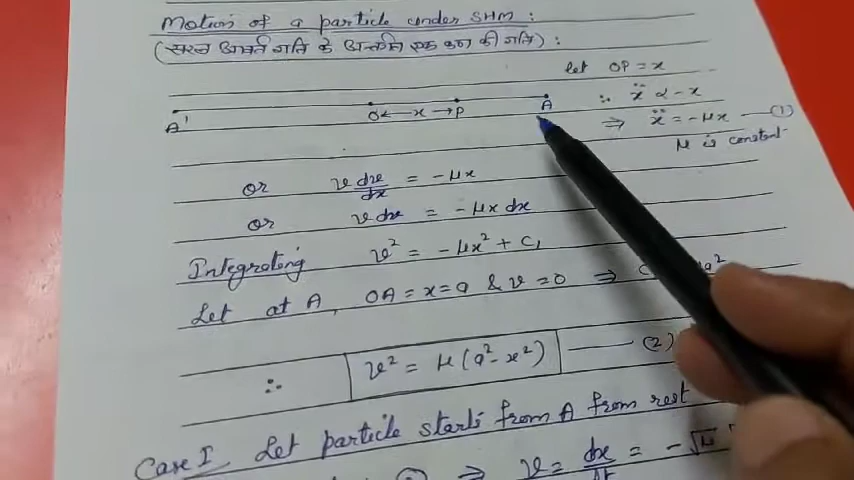 Motion of a particle under SHM :
(सरल आवर्त गति के अन्तर्गत एक कण की गति) :
let OP = x
A' O ← x → P A
∴ ẍ α - x
⇒ ẍ = - μx — (1)
μ is constant
or v dv/dx = - μx
or v dv = - μx dx
Integrating v² = - μx² + C₁
Let at A, OA = x = a & v = 0 ⇒ C
∴ v² = μ(a² - x²) — (2)
Case I Let particle starts from A from rest
⇒ v = dx/dt = - √μ